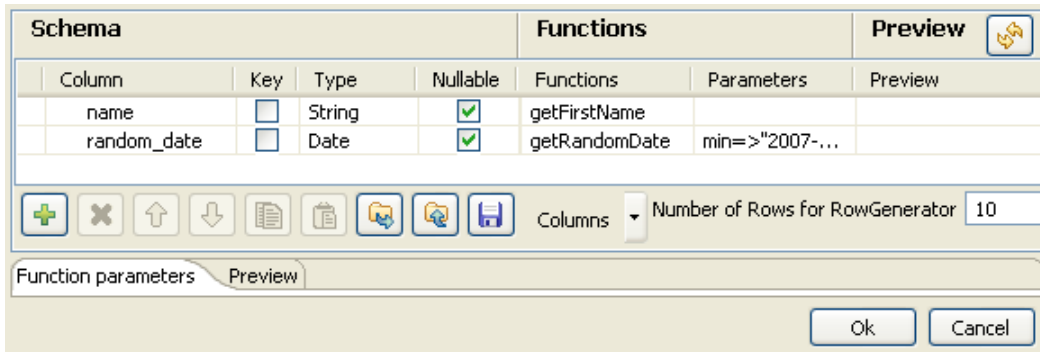 Schema Functions Preview
Column Key Type Nullable Functions Parameters Preview
name String getFirstName
random_date Date getRandomDate min=>"2007-...
Columns Number of Rows for RowGenerator 10
Function parameters Preview
Ok Cancel